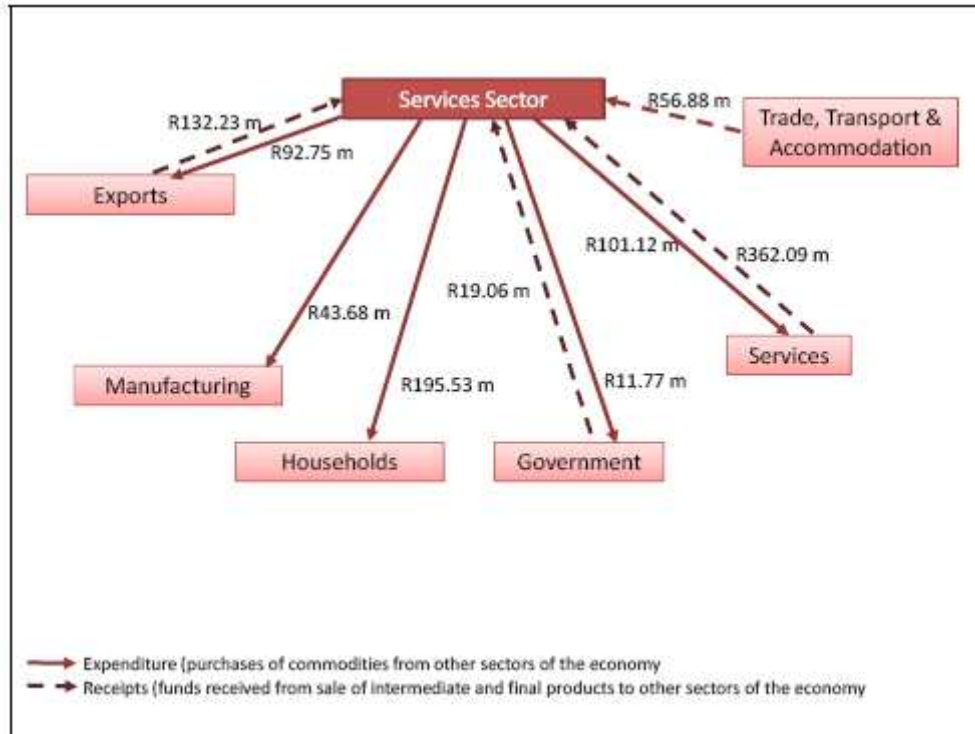 Services Sector
R56.88 m
Trade, Transport &
Accommodation
R132.23 m
R92.75 m
Exports
R101.12 m
R362.09 m
R19.06 m
R43.68 m
Services
Manufacturing
R195.53 m
R11.77 m
Households
Government
Expenditure (purchases of commodities from other sectors of the economy
Receipts (funds received from sale of intermediate and final products to other sectors of the economy